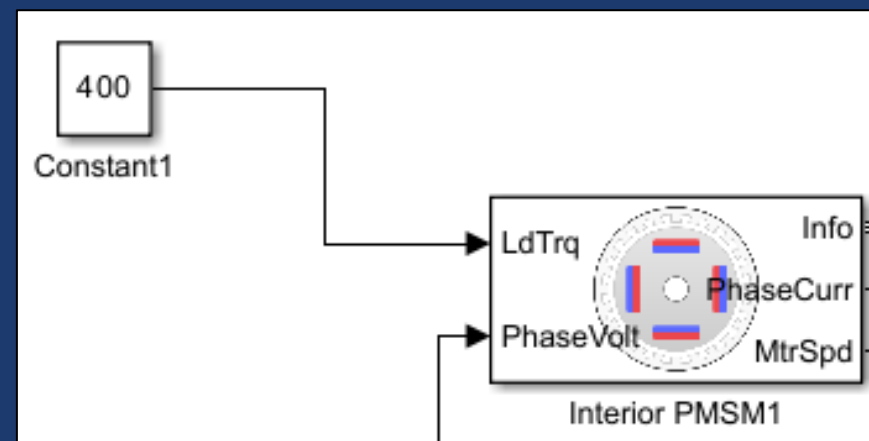 400
Constant1
LdTrq
Info
PhaseCurr
PhaseVolt
MtrSpd
Interior PMSM1